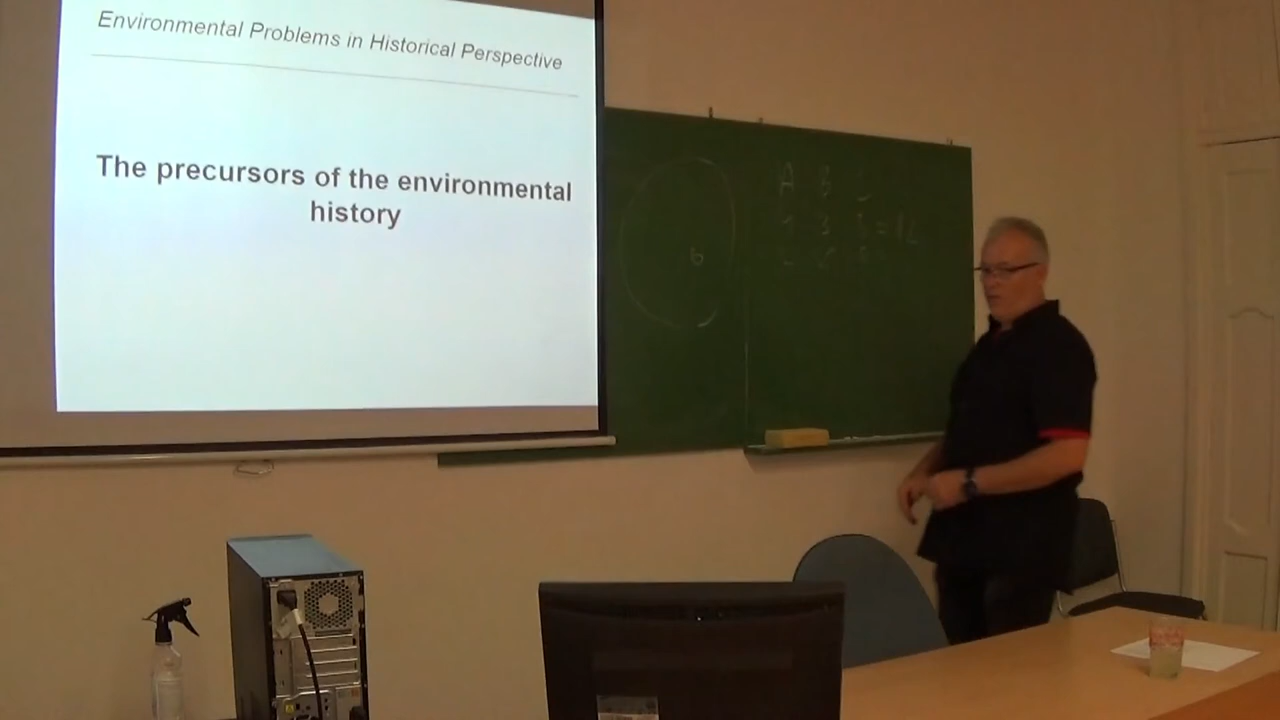 Environmental Problems in Historical Perspective
The precursors of the environmental
history
b
A B C